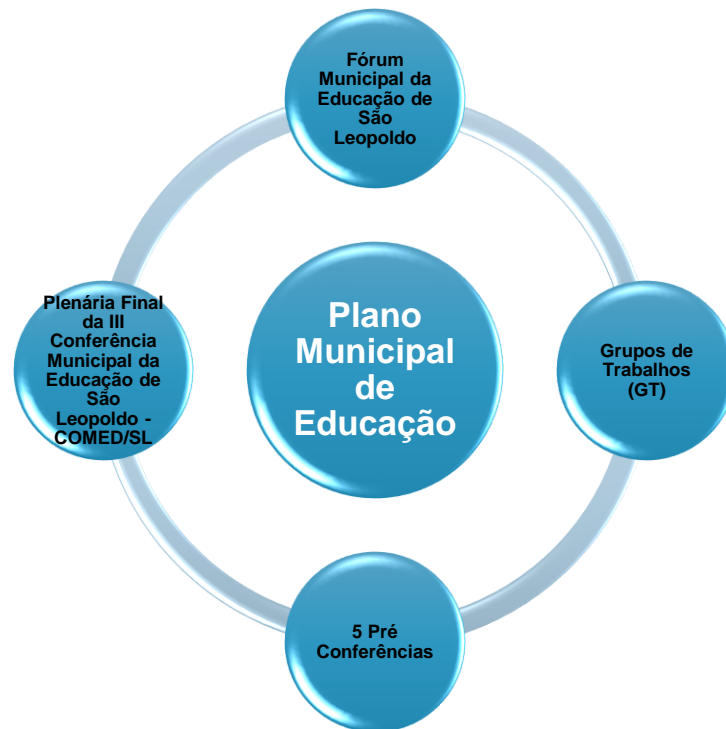 Fórum
Municipal da
Educação de
São
Leopoldo
Plenária Final
da III
Conferência
Municipal da
Educação de
São
Leopoldo -
COMED/SL
Plano
Municipal
de
Educação
Grupos de
Trabalhos
(GT)
5 Pré
Conferências